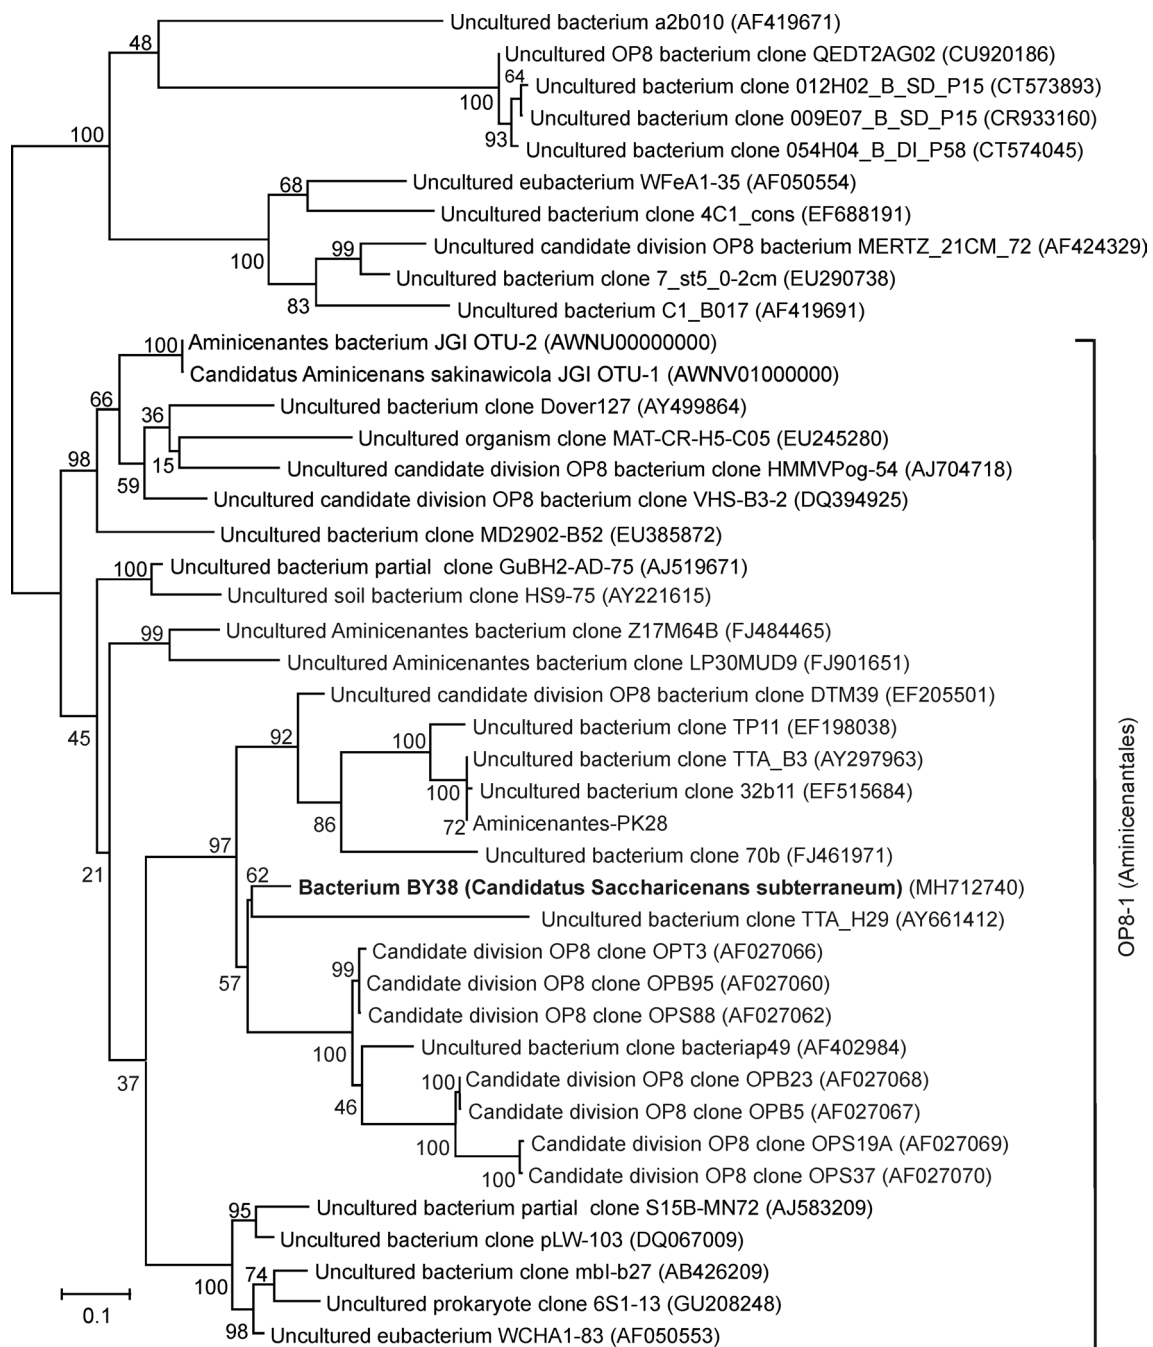 Uncultured bacterium a2b010 (AF419671)
48
Uncultured OP8 bacterium clone QEDT2AG02 (CU920186)
64
Uncultured bacterium clone 012H02_B_SD_P15 (CT573893)
100
Uncultured bacterium clone 009E07_B_SD_P15 (CR933160)
100
93
Uncultured bacterium clone 054H04_B_DI_P58 (CT574045)
68
Uncultured eubacterium WFeA1-35 (AF050554)
Uncultured bacterium clone 4C1_cons (EF688191)
99
Uncultured candidate division OP8 bacterium MERTZ_21CM_72 (AF424329)
100
Uncultured bacterium clone 7_st5_0-2cm (EU290738)
83
Uncultured bacterium C1_B017 (AF419691)
100
Aminicenantes bacterium JGI OTU-2 (AWNU00000000)
Candidatus Aminicenans sakinawicola JGI OTU-1 (AWNV01000000)
66
36
Uncultured bacterium clone Dover127 (AY499864)
Uncultured organism clone MAT-CR-H5-C05 (EU245280)
98
15
Uncultured candidate division OP8 bacterium clone HMMVPog-54 (AJ704718)
59
Uncultured candidate division OP8 bacterium clone VHS-B3-2 (DQ394925)
Uncultured bacterium clone MD2902-B52 (EU385872)
100
Uncultured bacterium partial clone GuBH2-AD-75 (AJ519671)
Uncultured soil bacterium clone HS9-75 (AY221615)
99
Uncultured Aminicenantes bacterium clone Z17M64B (FJ484465)
Uncultured Aminicenantes bacterium clone LP30MUD9 (FJ901651)
Uncultured candidate division OP8 bacterium clone DTM39 (EF205501)
45
92
100
Uncultured bacterium clone TP11 (EF198038)
Uncultured bacterium clone TTA_B3 (AY297963)
100
Uncultured bacterium clone 32b11 (EF515684)
86
72
Aminicenantes-PK28
97
Uncultured bacterium clone 70b (FJ461971)
21
62
Bacterium BY38 (Candidatus Saccharicenans subterraneum) (MH712740)
Uncultured bacterium clone TTA_H29 (AY661412)
OP8-1 (Aminicenantales)
Candidate division OP8 clone OPT3 (AF027066)
99
57
Candidate division OP8 clone OPB95 (AF027060)
Candidate division OP8 clone OPS88 (AF027062)
100
Uncultured bacterium clone bacteriap49 (AF402984)
37
100
Candidate division OP8 clone OPB23 (AF027068)
46
Candidate division OP8 clone OPB5 (AF027067)
100
Candidate division OP8 clone OPS19A (AF027069)
100
Candidate division OP8 clone OPS37 (AF027070)
95
Uncultured bacterium partial clone S15B-MN72 (AJ583209)
Uncultured bacterium clone pLW-103 (DQ067009)
100
74
Uncultured bacterium clone mbl-b27 (AB426209)
Uncultured prokaryote clone 6S1-13 (GU208248)
0.1
98
Uncultured eubacterium WCHA1-83 (AF050553)